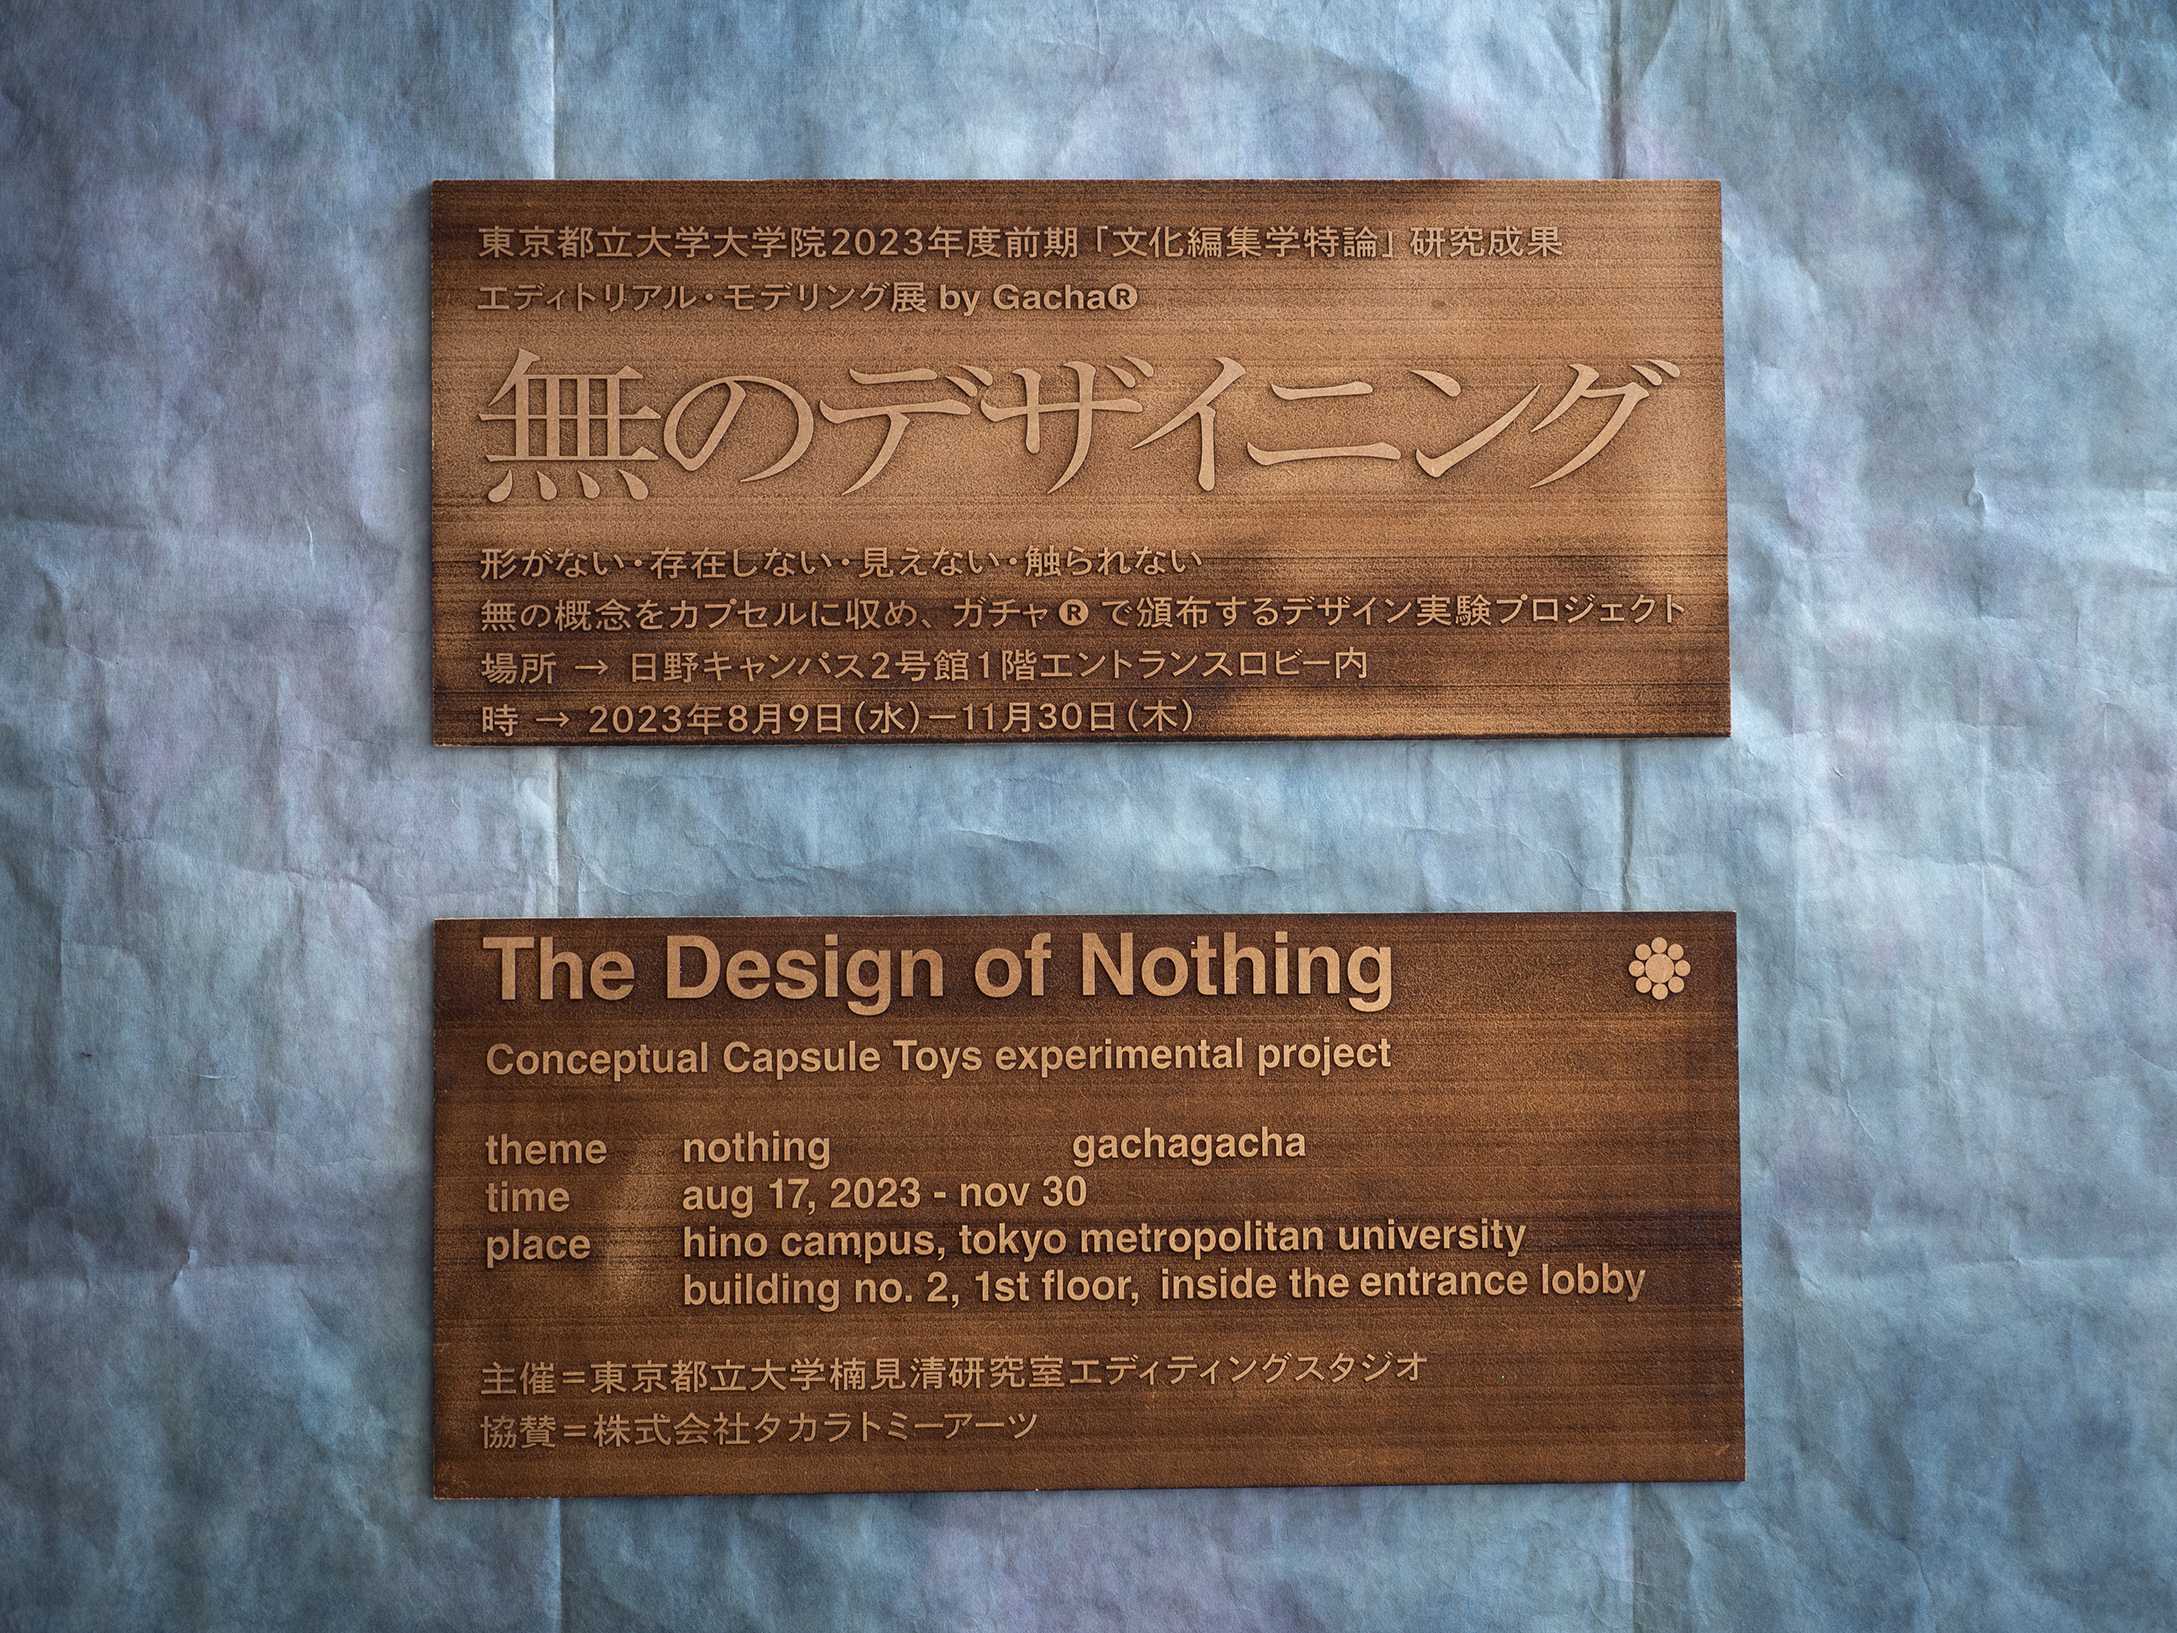 東京都立大学大学院2023年度前期「文化編集学特論」研究成果
エディトリアル・モデリング展 by Gacha®
無のデザイニング
形がない・存在しない・見えない・触られない
無の概念をカプセルに収め、ガチャ®で頒布するデザイン実験プロジェクト
場所 → 日野キャンパス2号館1階エントランスロビー内
時 → 2023年8月9日（水）ー11月30日（木）
The Design of Nothing
Conceptual Capsule Toys experimental project
theme nothing gachagacha
time aug 17, 2023 - nov 30
place hino campus, tokyo metropolitan university
building no. 2, 1st floor, inside the entrance lobby
主催＝東京都立大学楠見清研究室エディティングスタジオ
協賛＝株式会社タカラトミーアーツ